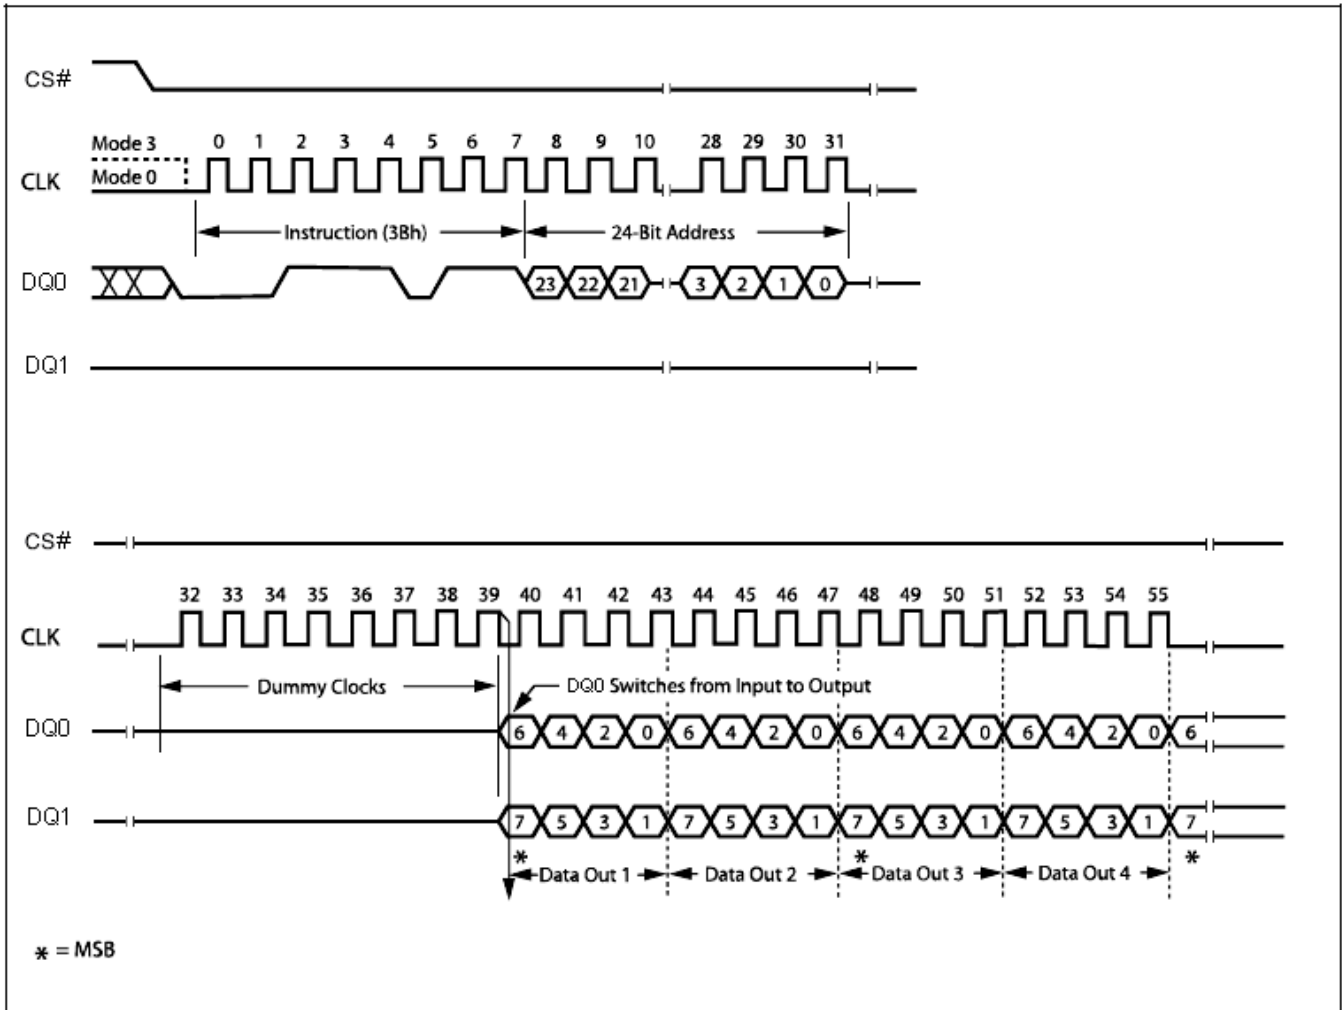 CS#
Mode 3 0 1 2 3 4 5 6 7 8 9 10 28 29 30 31
CLK Mode 0
Instruction (3Bh) 24-Bit Address
DQ0 23 22 21 3 2 1 0
DQ1
CS#
32 33 34 35 36 37 38 39 40 41 42 43 44 45 46 47 48 49 50 51 52 53 54 55
CLK
Dummy Clocks DQ0 Switches from Input to Output
DQ0 6 4 2 0 6 4 2 0 6 4 2 0 6 4 2 0 6
DQ1 7 5 3 1 7 5 3 1 7 5 3 1 7 5 3 1 7
* * *
Data Out 1 Data Out 2 Data Out 3 Data Out 4
* = MSB